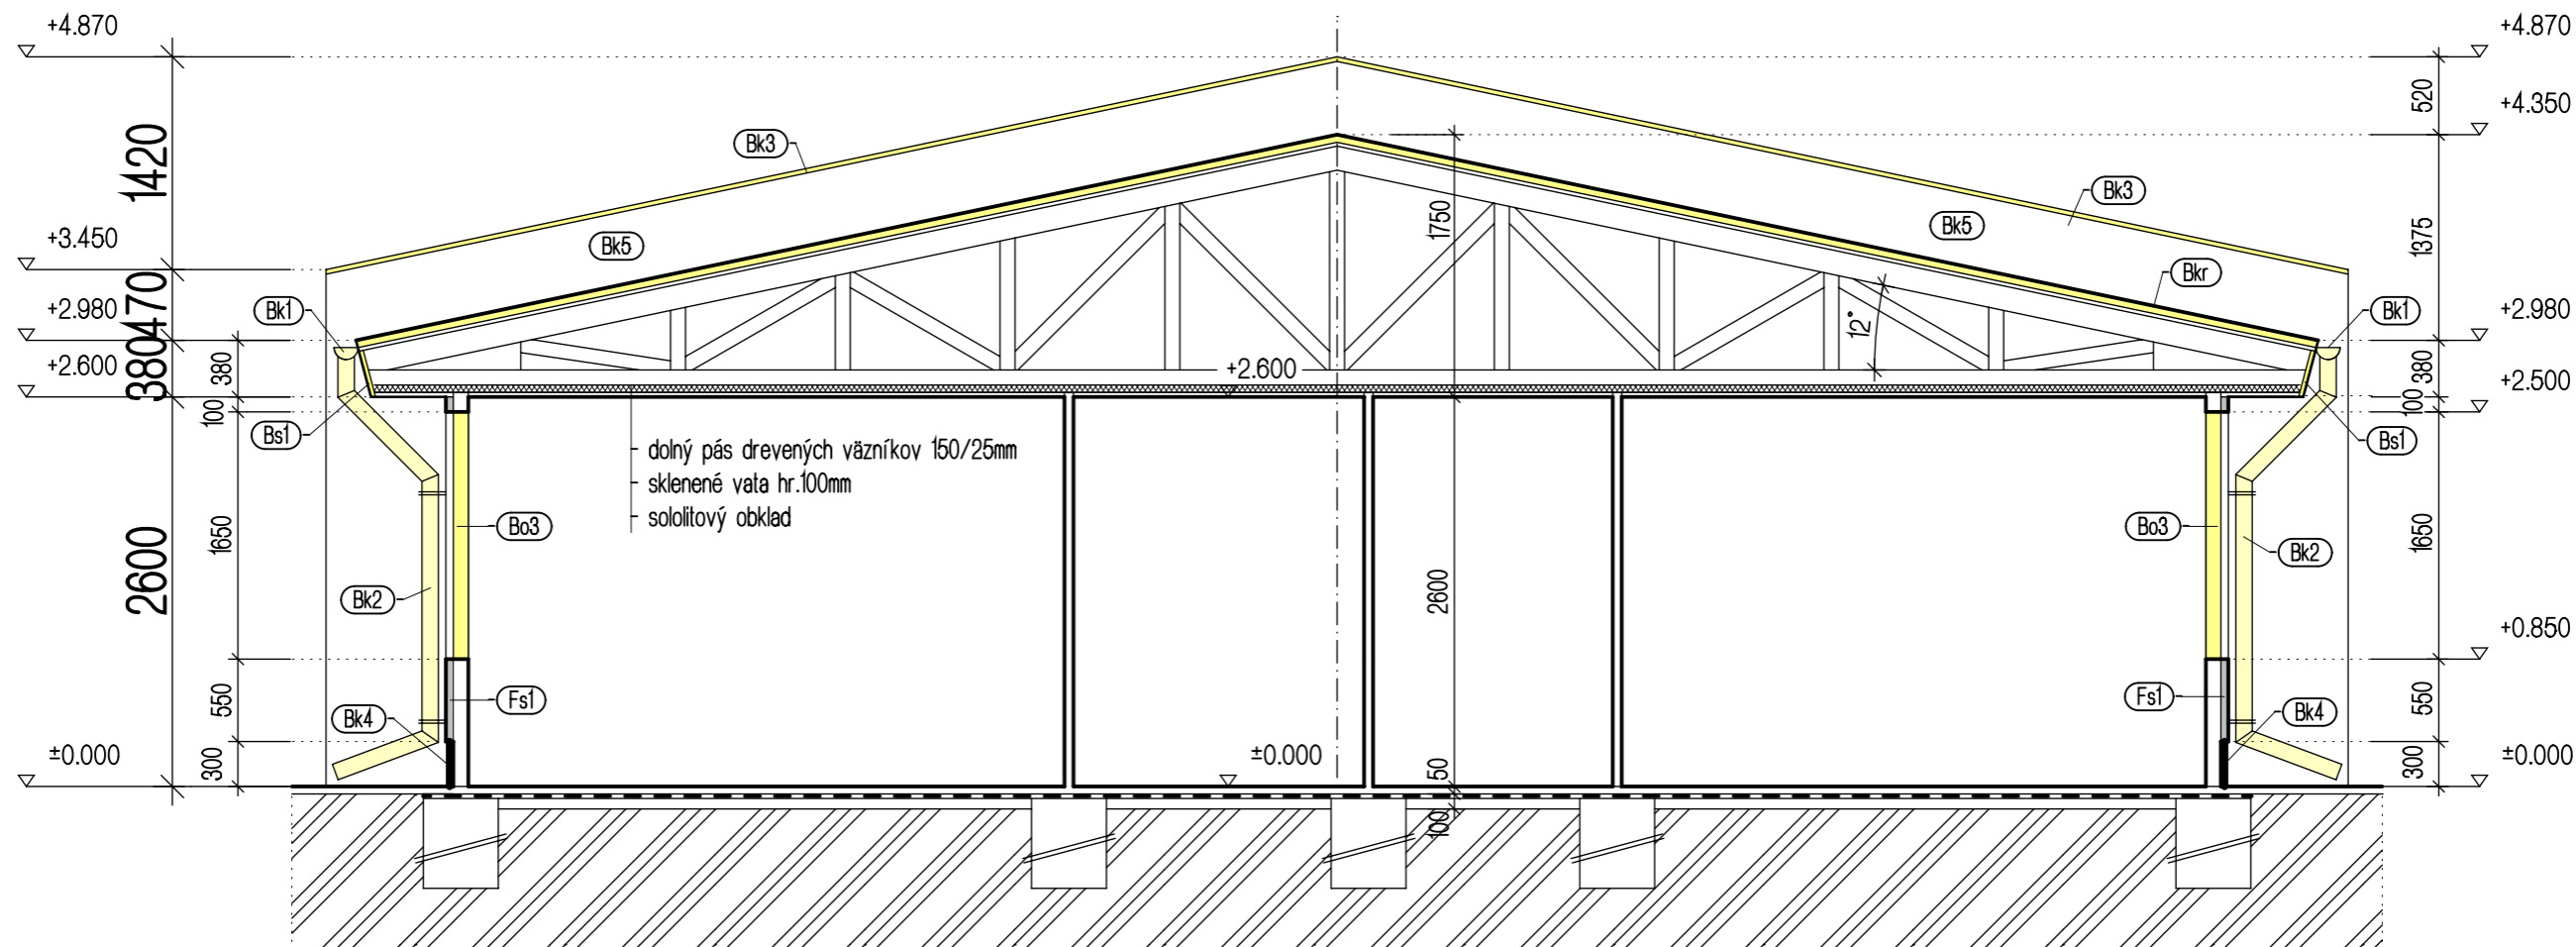 +4.870
+4.870
520
+4.350
1420
Bk3
Bk3
1750
Bk5
Bk5
1375
+3.450
Bkr
470
Bk1
Bk1
+2.980
+2.980
12°
380
380
380
+2.600
+2.600
+2.500
100
100
Bs1
Bs1
- dolný pás drevených väzníkov 150/25mm
- sklenené vata hr.100mm
- sololitový obklad
1650
Bo3
Bo3
1650
2600
2600
Bk2
Bk2
+0.850
550
Fs1
Fs1
550
Bk4
Bk4
±0.000
±0.000
±0.000
300
50
300
100